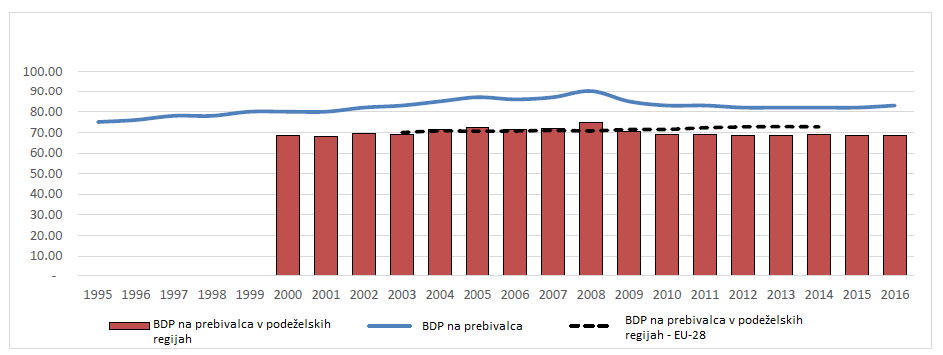 100.00
90.00
80.00
70.00
60.00
50.00
40.00
30.00
20.00
10.00
-
1995 1996 1997 1998 1999 2000 2001 2002 2003 2004 2005 2006 2007 2008 2009 2010 2011 2012 2013 2014 2015 2016
BDP na prebivalca v podeželskih
regijah
BDP na prebivalca
BDP na prebivalca v podeželskih
regijah - EU-28